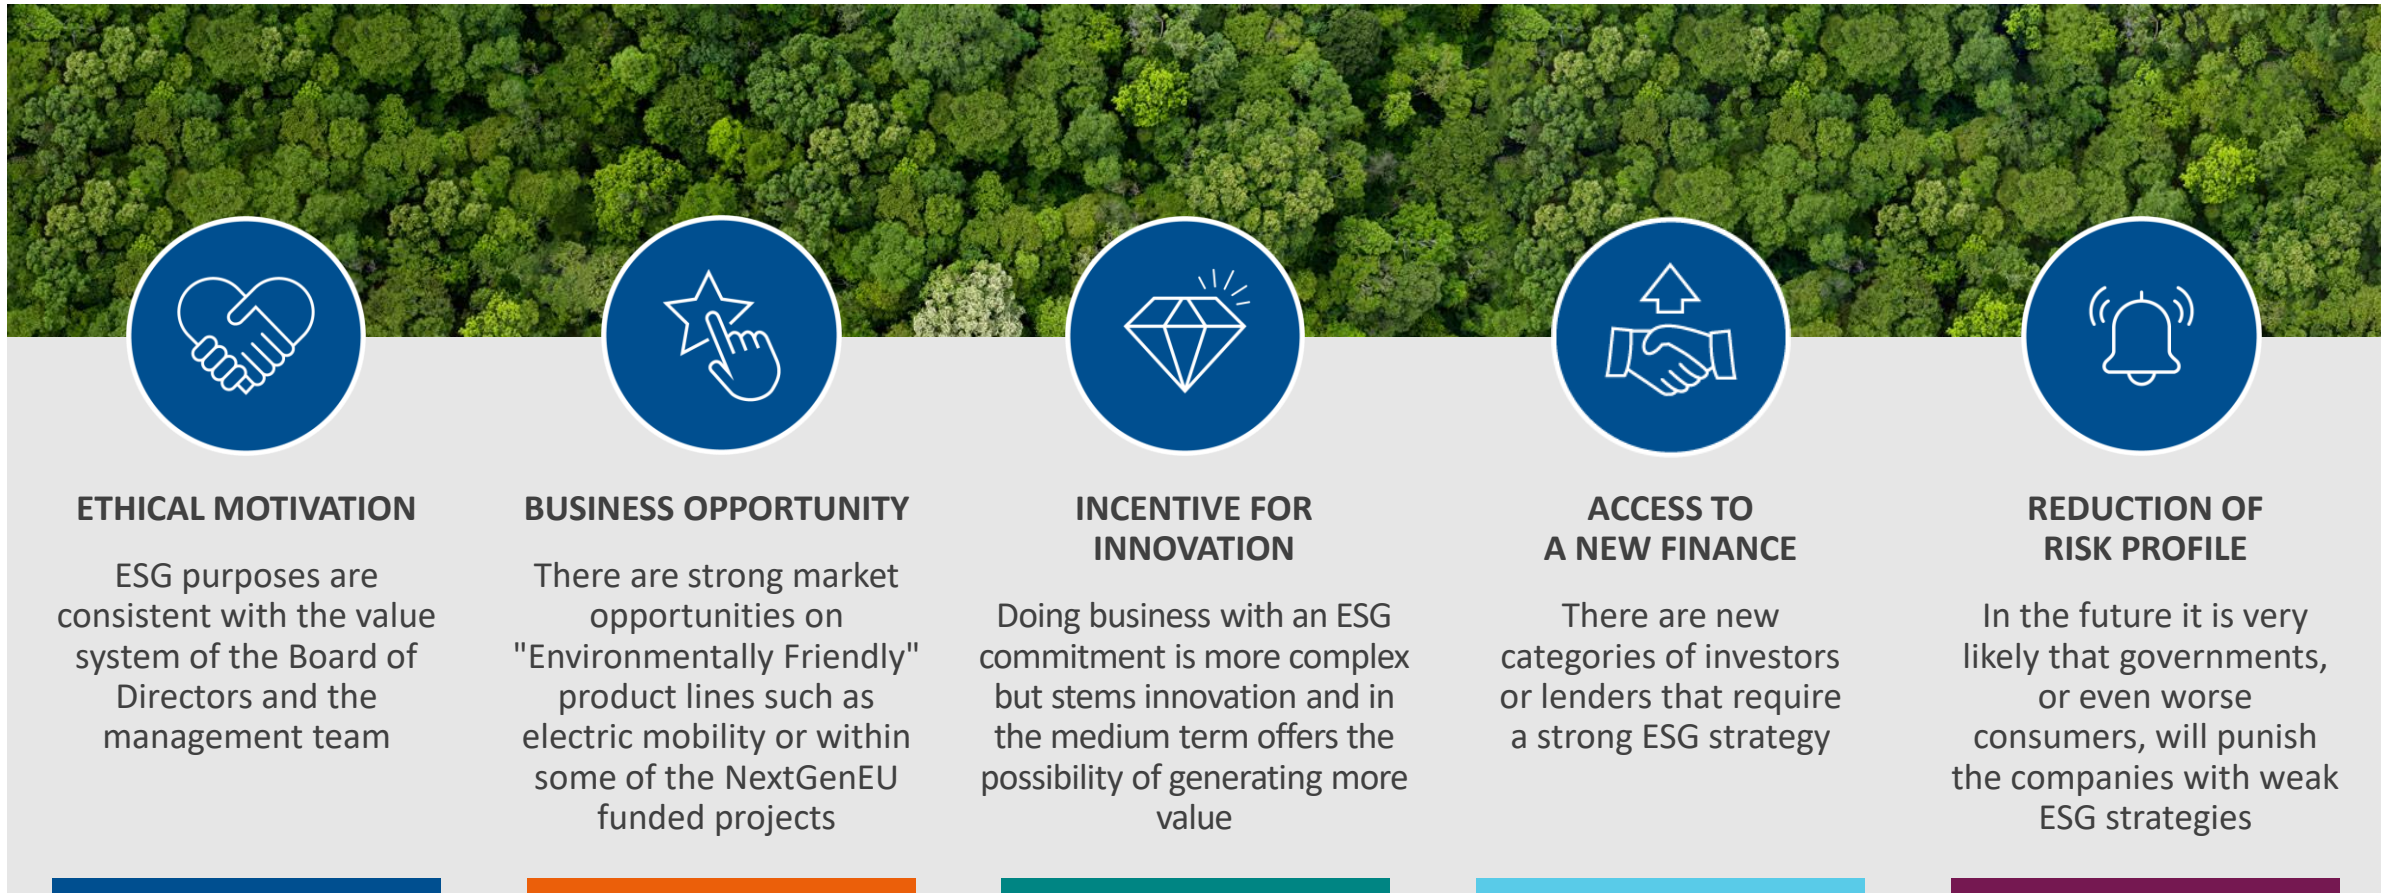 ETHICAL MOTIVATION
ESG purposes are
consistent with the value
system of the Board of
Directors and the
management team
BUSINESS OPPORTUNITY
There are strong market
opportunities on
"Environmentally Friendly"
product lines such as
electric mobility or within
some of the NextGenEU
funded projects
INCENTIVE FOR
INNOVATION
Doing business with an ESG
commitment is more complex
but stems innovation and in
the medium term offers the
possibility of generating more
value
ACCESS TO
A NEW FINANCE
There are new
categories of investors
or lenders that require
a strong ESG strategy
REDUCTION OF
RISK PROFILE
In the future it is very
likely that governments,
or even worse
consumers, will punish
the companies with weak
ESG strategies